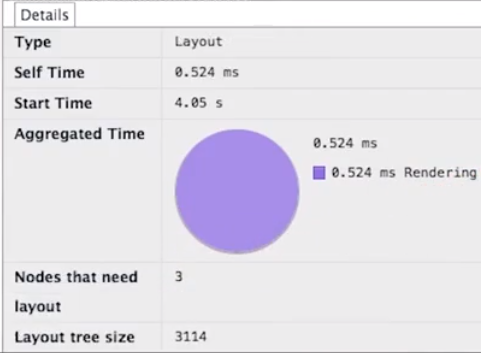 Details
Type Layout
Self Time 0.524 ms
Start Time 4.05 s
Aggregated Time 0.524 ms
0.524 ms Rendering
Nodes that need layout 3
Layout tree size 3114